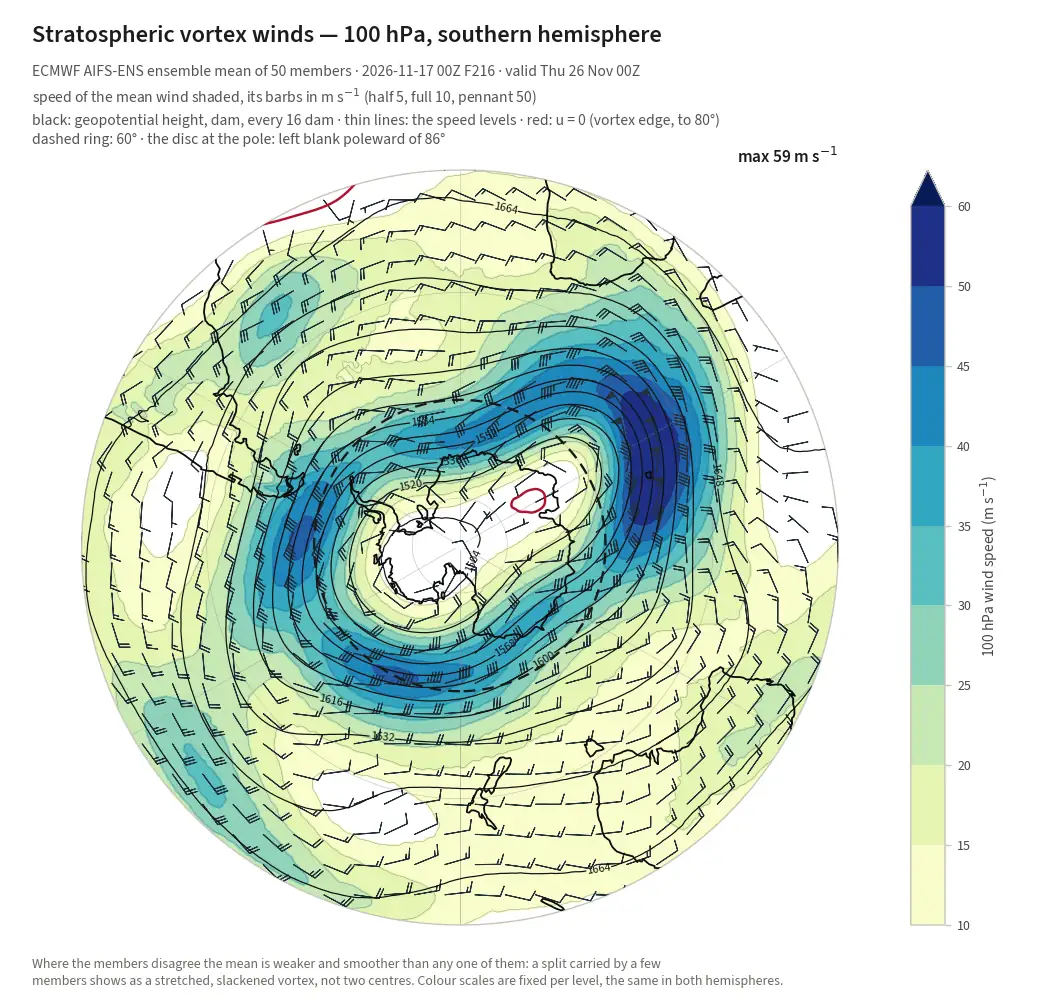 Stratospheric vortex winds — 100 hPa, southern hemisphere
ECMWF AIFS-ENS ensemble mean of 50 members · 2026-11-17 00Z F216 · valid Thu 26 Nov 00Z
speed of the mean wind shaded, its barbs in m s⁻¹ (half 5, full 10, pennant 50)
black: geopotential height, dam, every 16 dam · thin lines: the speed levels · red: u = 0 (vortex edge, to 80°)
dashed ring: 60° · the disc at the pole: left blank poleward of 86°
max 59 m s⁻¹
1664
60
50
45
40
35
30
25
20
15
10
100 hPa wind speed (m s⁻¹)
1520
1648
1568
1600
1616
1632
1664
Where the members disagree the mean is weaker and smoother than any one of them: a split carried by a few
members shows as a stretched, slackened vortex, not two centres. Colour scales are fixed per level, the same in both hemispheres.